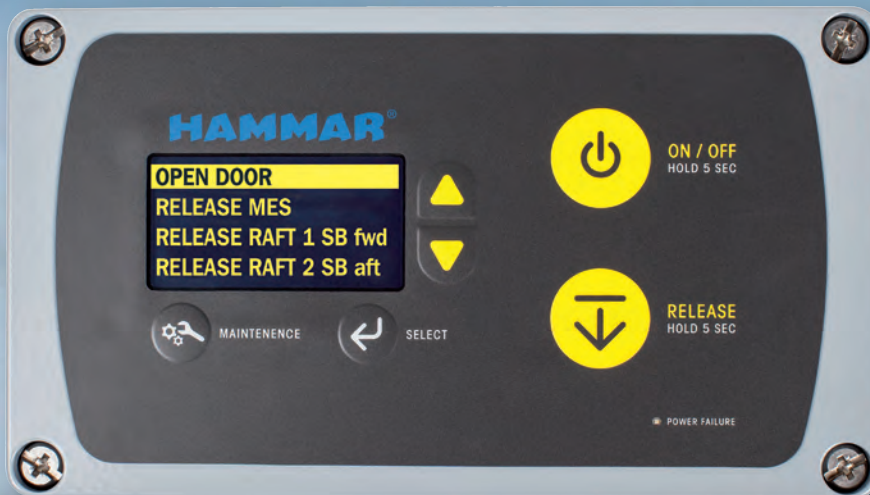 HAMMAR®
OPEN DOOR
RELEASE MES
RELEASE RAFT 1 SB fwd
RELEASE RAFT 2 SB aft
MAINTENENCE
SELECT
ON / OFF
HOLD 5 SEC
RELEASE
HOLD 5 SEC
POWER FAILURE